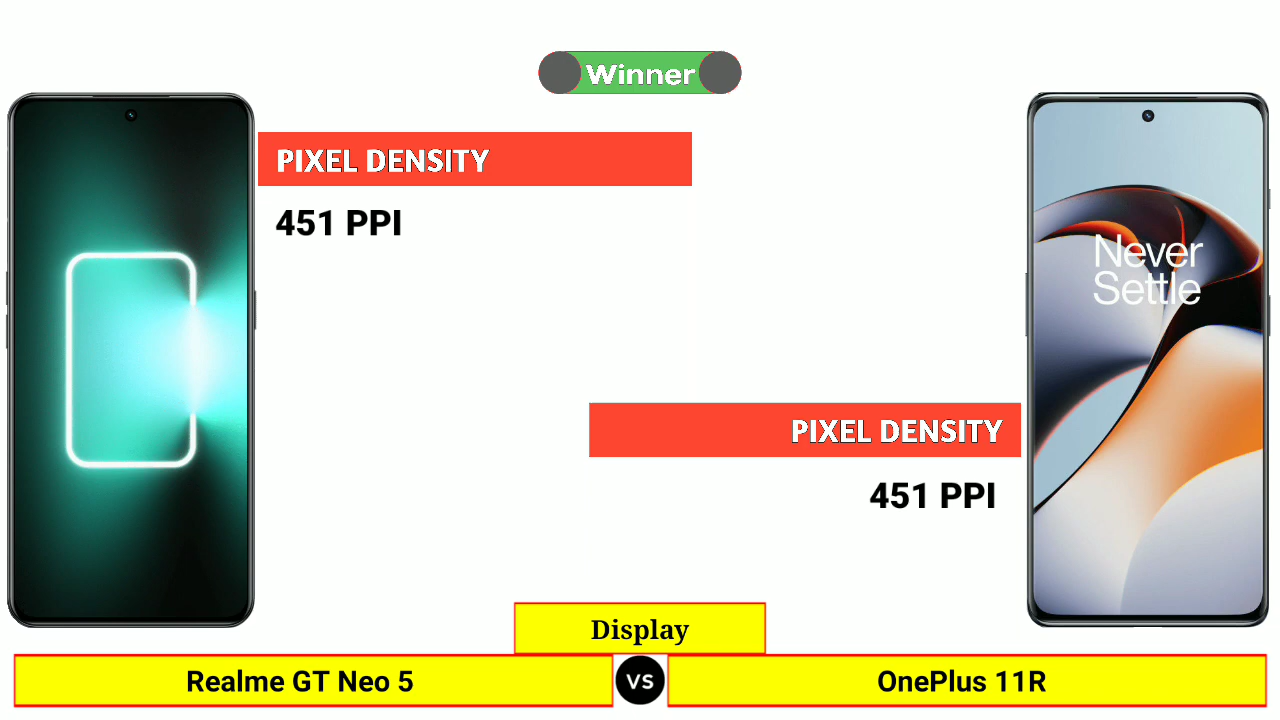 Winner
PIXEL DENSITY
451 PPI
Never
Settle
PIXEL DENSITY
451 PPI
Display
Realme GT Neo 5
VS
OnePlus 11R